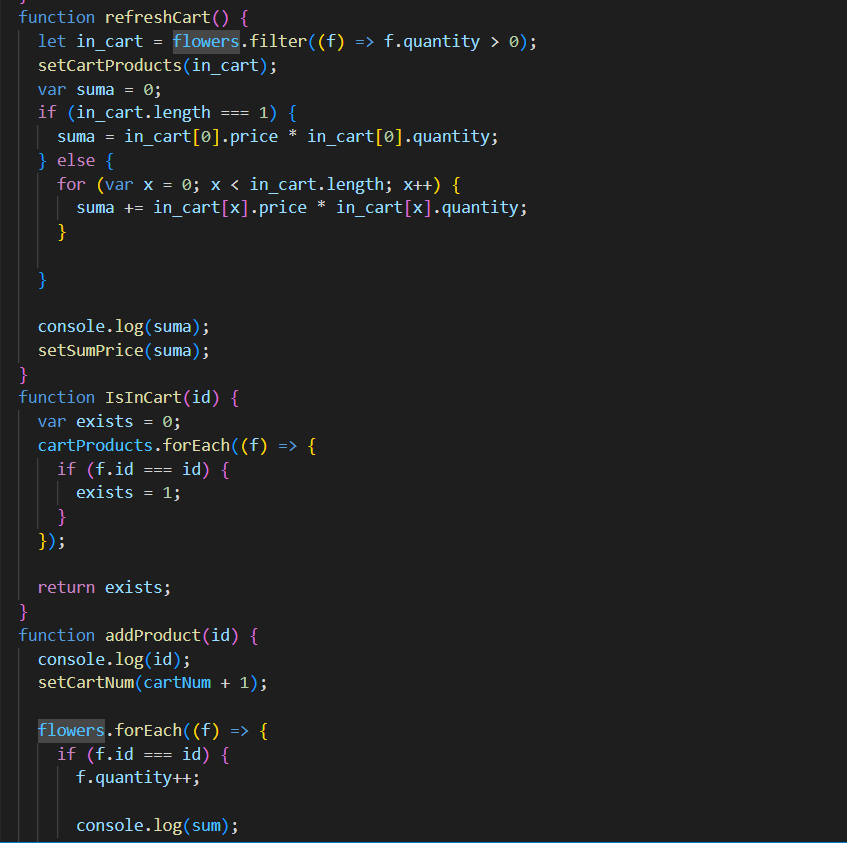 function refreshCart() {
let in_cart = flowers.filter((f) => f.quantity > 0);
setCartProducts(in_cart);
var suma = 0;
if (in_cart.length === 1) {
suma = in_cart[0].price * in_cart[0].quantity;
} else {
for (var x = 0; x < in_cart.length; x++) {
suma += in_cart[x].price * in_cart[x].quantity;
}
}
console.log(suma);
setSumPrice(suma);
}
function IsInCart(id) {
var exists = 0;
cartProducts.forEach((f) => {
if (f.id === id) {
exists = 1;
}
});
return exists;
}
function addProduct(id) {
console.log(id);
setCartNum(cartNum + 1);
flowers.forEach((f) => {
if (f.id === id) {
f.quantity++;
console.log(sum);